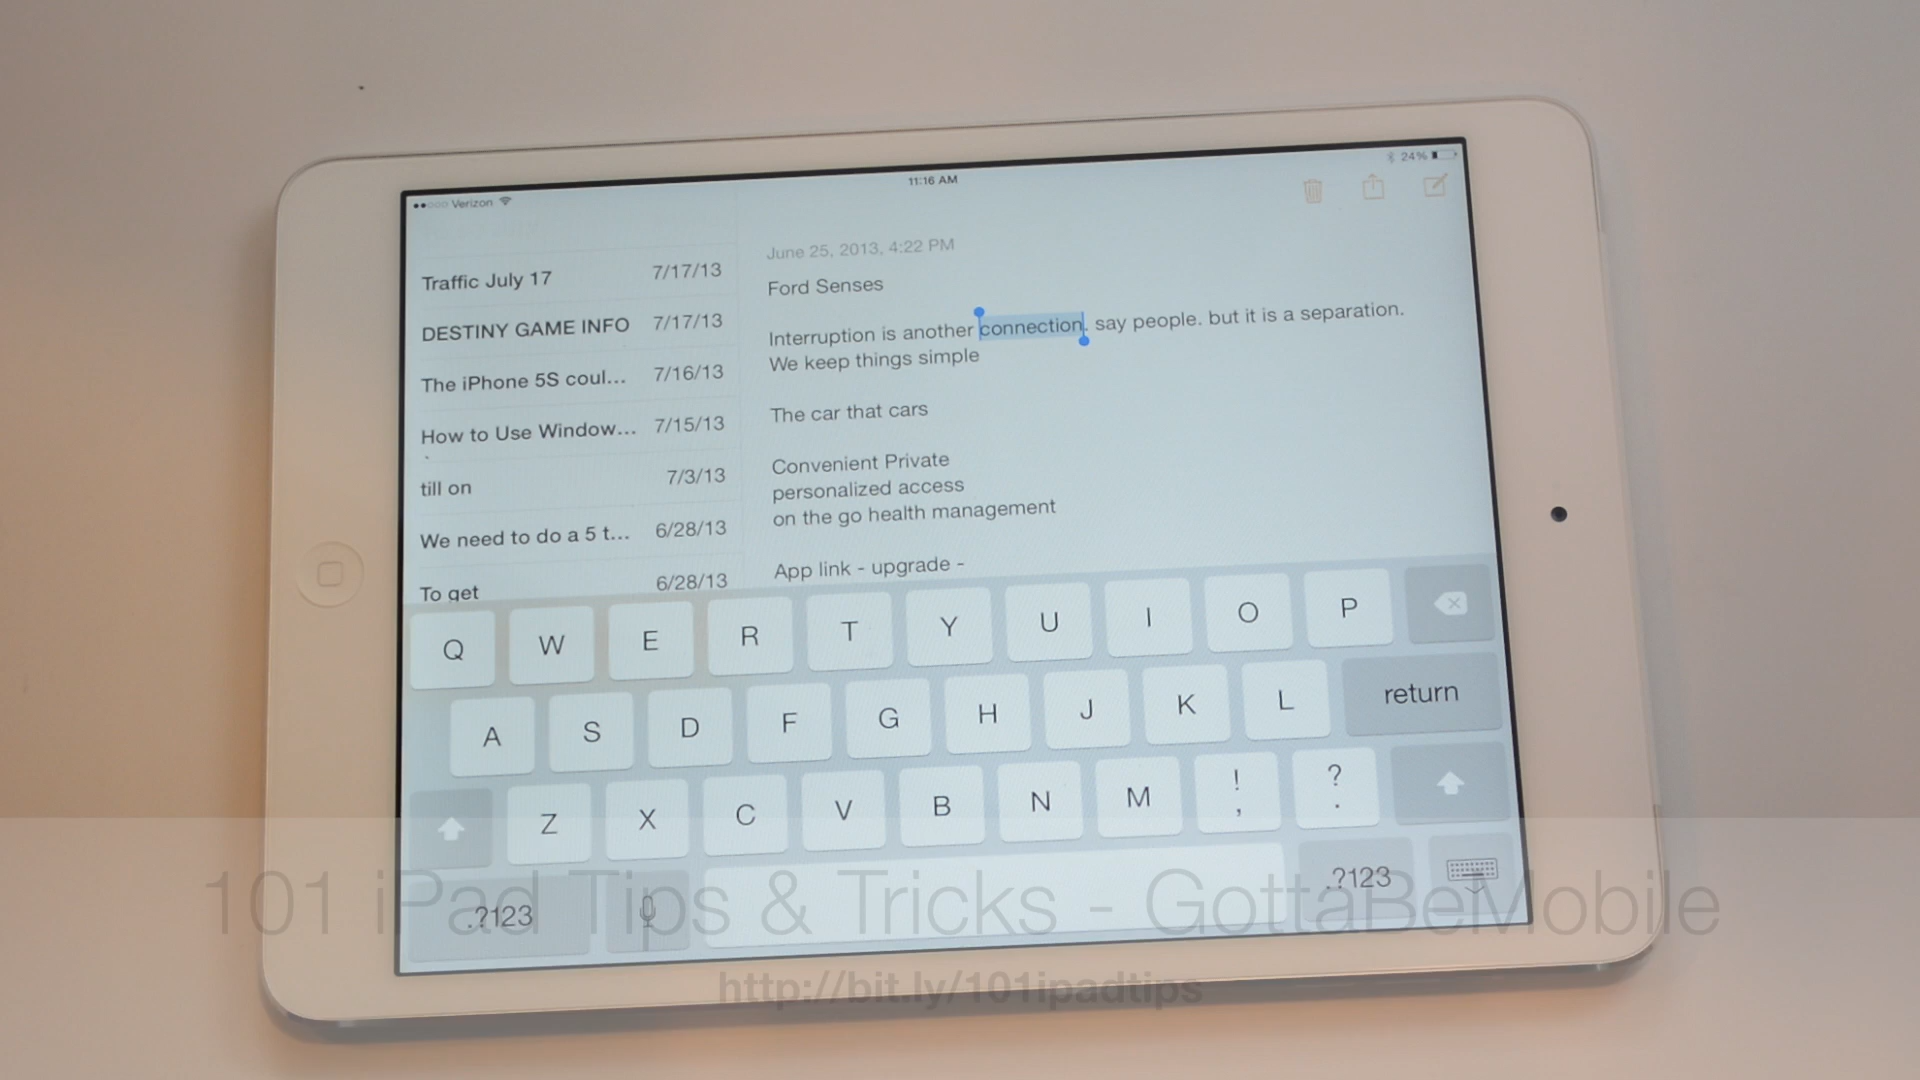 Verizon
11:16 AM
24%
Traffic July 17 7/17/13
DESTINY GAME INFO 7/17/13
The iPhone 5S coul... 7/16/13
How to Use Window... 7/15/13
till on 7/3/13
We need to do a 5 t... 6/28/13
To get 6/28/13
June 25, 2013, 4:22 PM
Ford Senses
Interruption is another connection. say people. but it is a separation.
We keep things simple
The car that cars
Convenient Private
personalized access
on the go health management
App link - upgrade -
Q W E R T Y U I O P
A S D F G H J K L return
Z X C V B N M ! , ? .
.?123 .?123
101 iPad Tips & Tricks - GottaBeMobile
http://bit.ly/101ipadtips